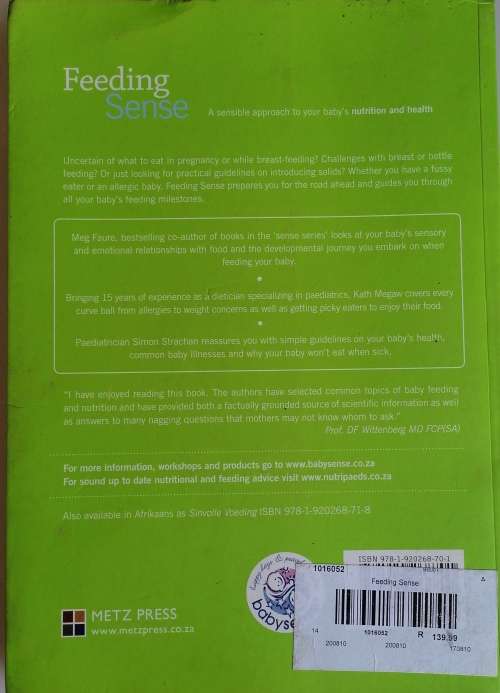 Feeding
Sense
A sensible approach to your baby's nutrition and health
Uncertain of what to eat in pregnancy or while breast-feeding? Challenges with breast or bottle
feeding? Or just looking for practical guidelines on introducing solids? Whether you have a fussy
eater or an allergic baby. Feeding Sense prepares you for the road ahead and guides you through
all your baby's feeding milestones.
Meg Faure, bestselling co-author of books in the 'sense series' looks at your baby's sensory
and emotional relationships with food and the developmental journey you embark on when
feeding your baby.
•
Bringing 15 years of experience as a dietician specializing in paediatrics, Kath Megaw covers every
curve ball from allergies to weight concerns as well as getting picky eaters to enjoy their food.
•
Paediatrician Simon Strachan reassures you with simple guidelines on your baby's health,
common baby illnesses and why your baby won't eat when sick.
"I have enjoyed reading this book. The authors have selected common topics of baby feeding
and nutrition and have provided both a factually grounded source of scientific information as well
as answers to many nagging questions that mothers may not know whom to ask."
Prof. DF Wittenberg MD FCP(SA)
For more information, workshops and products go to www.babysense.co.za
For sound up to date nutritional and feeding advice visit www.nutripaeds.co.za
Also available in Afrikaans as Sinvolle Voeding ISBN 978-1-920268-71-8
ISBN 978-1-920268-70-1
1016052
Feeding Sense
14
1016052
R 139.99
200810
200810
173810
happy days &
babyse
METZ PRESS
www.metzpress.co.za